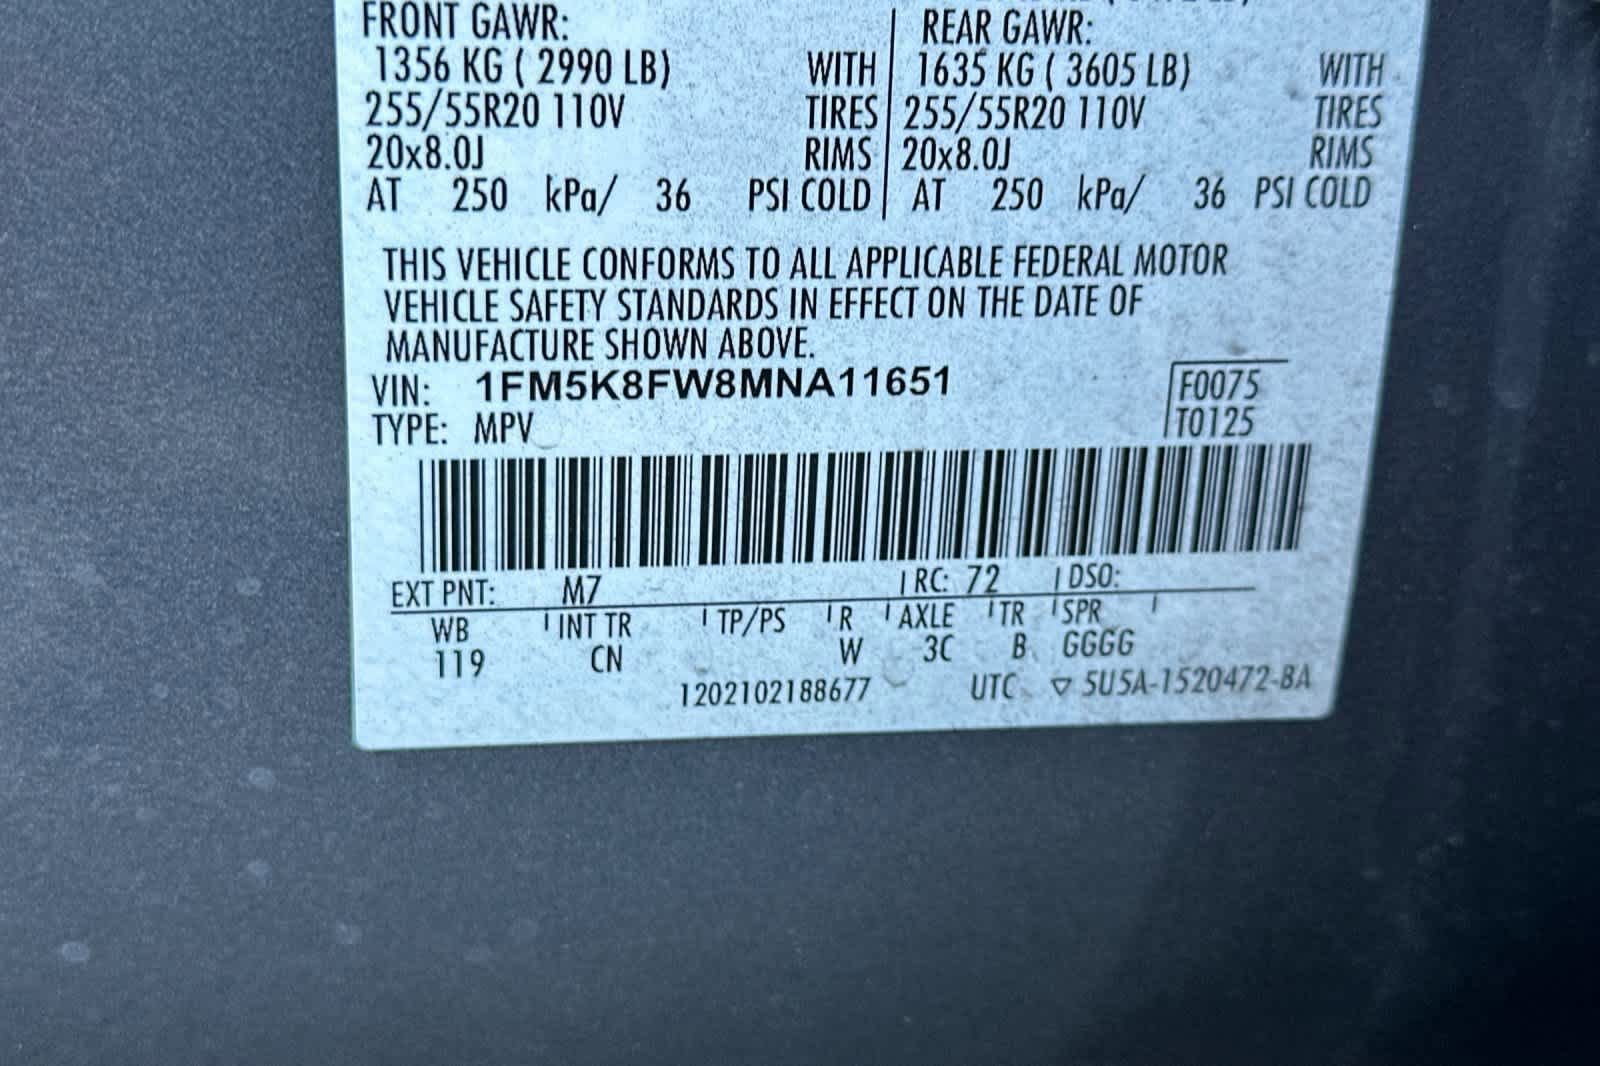 FRONT GAWR: REAR GAWR:
1356 KG ( 2990 LB) WITH 1635 KG ( 3605 LB) WITH
255/55R20 110V TIRES 255/55R20 110V TIRES
20x8.0J RIMS 20x8.0J RIMS
AT 250 kPa/ 36 PSI COLD AT 250 kPa/ 36 PSI COLD
THIS VEHICLE CONFORMS TO ALL APPLICABLE FEDERAL MOTOR
VEHICLE SAFETY STANDARDS IN EFFECT ON THE DATE OF
MANUFACTURE SHOWN ABOVE.
VIN: 1FM5K8FW8MNA11651 F0075
TYPE: MPV T0125
EXT PNT: M7 RC: 72 DSO:
WB INT TR TP/PS R AXLE TR SPR
119 CN W 3C B GGGG
1202102188677 UTC ▽ 5U5A-1520472-BA